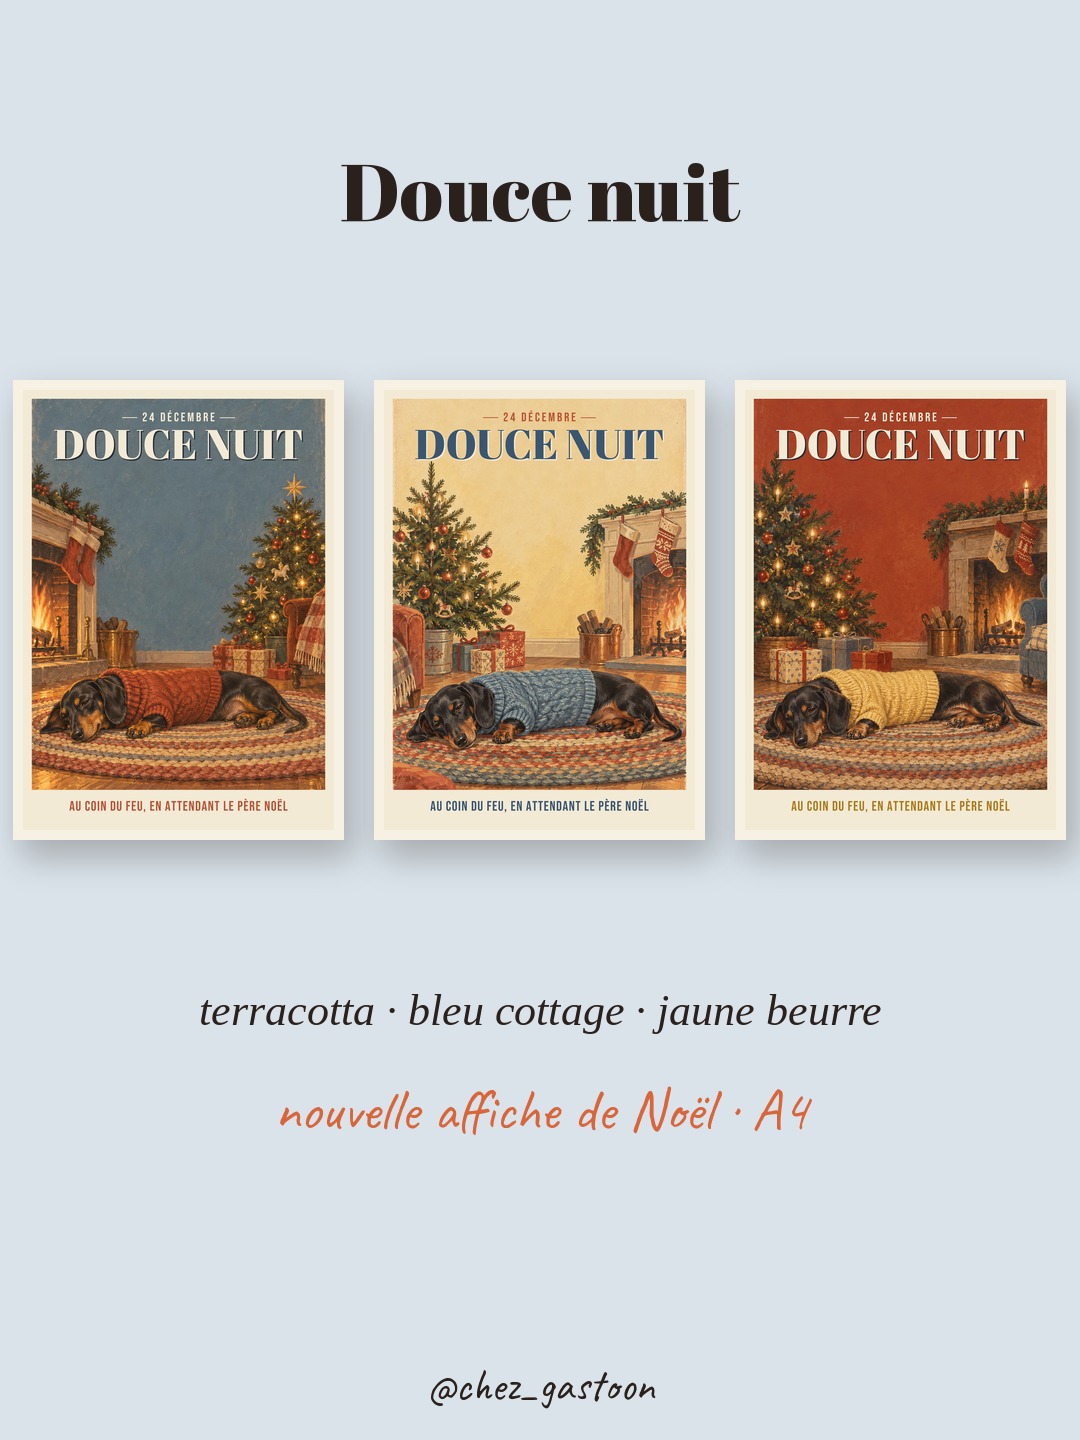 Douce nuit
24 DÉCEMBRE
DOUCE NUIT
AU COIN DU FEU, EN ATTENDANT LE PÈRE NOËL
24 DÉCEMBRE
DOUCE NUIT
AU COIN DU FEU, EN ATTENDANT LE PÈRE NOËL
24 DÉCEMBRE
DOUCE NUIT
AU COIN DU FEU, EN ATTENDANT LE PÈRE NOËL
terracotta · bleu cottage · jaune beurre
nouvelle affiche de Noël · A4
@chez_gastoon